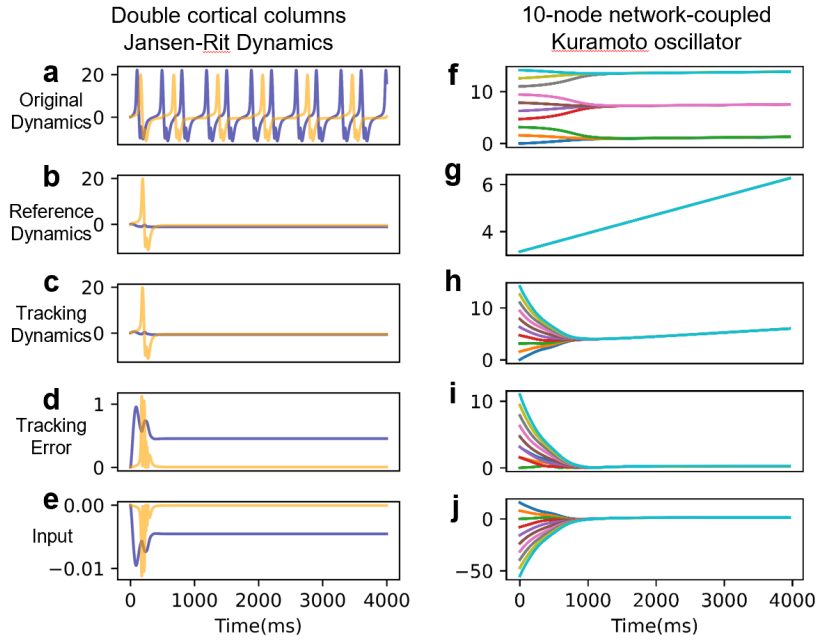 Double cortical columns
Jansen-Rit Dynamics
10-node network-coupled
Kuramoto oscillator
a
Original
Dynamics
20
0
f
10
0
b
Reference
Dynamics
20
0
g
6
4
c
Tracking
Dynamics
20
0
h
10
0
d
Tracking
Error
1
0
i
10
0
e
Input
0.00
−0.01
j
0
−50
0 1000 2000 3000 4000
Time(ms)
0 1000 2000 3000 4000
Time(ms)